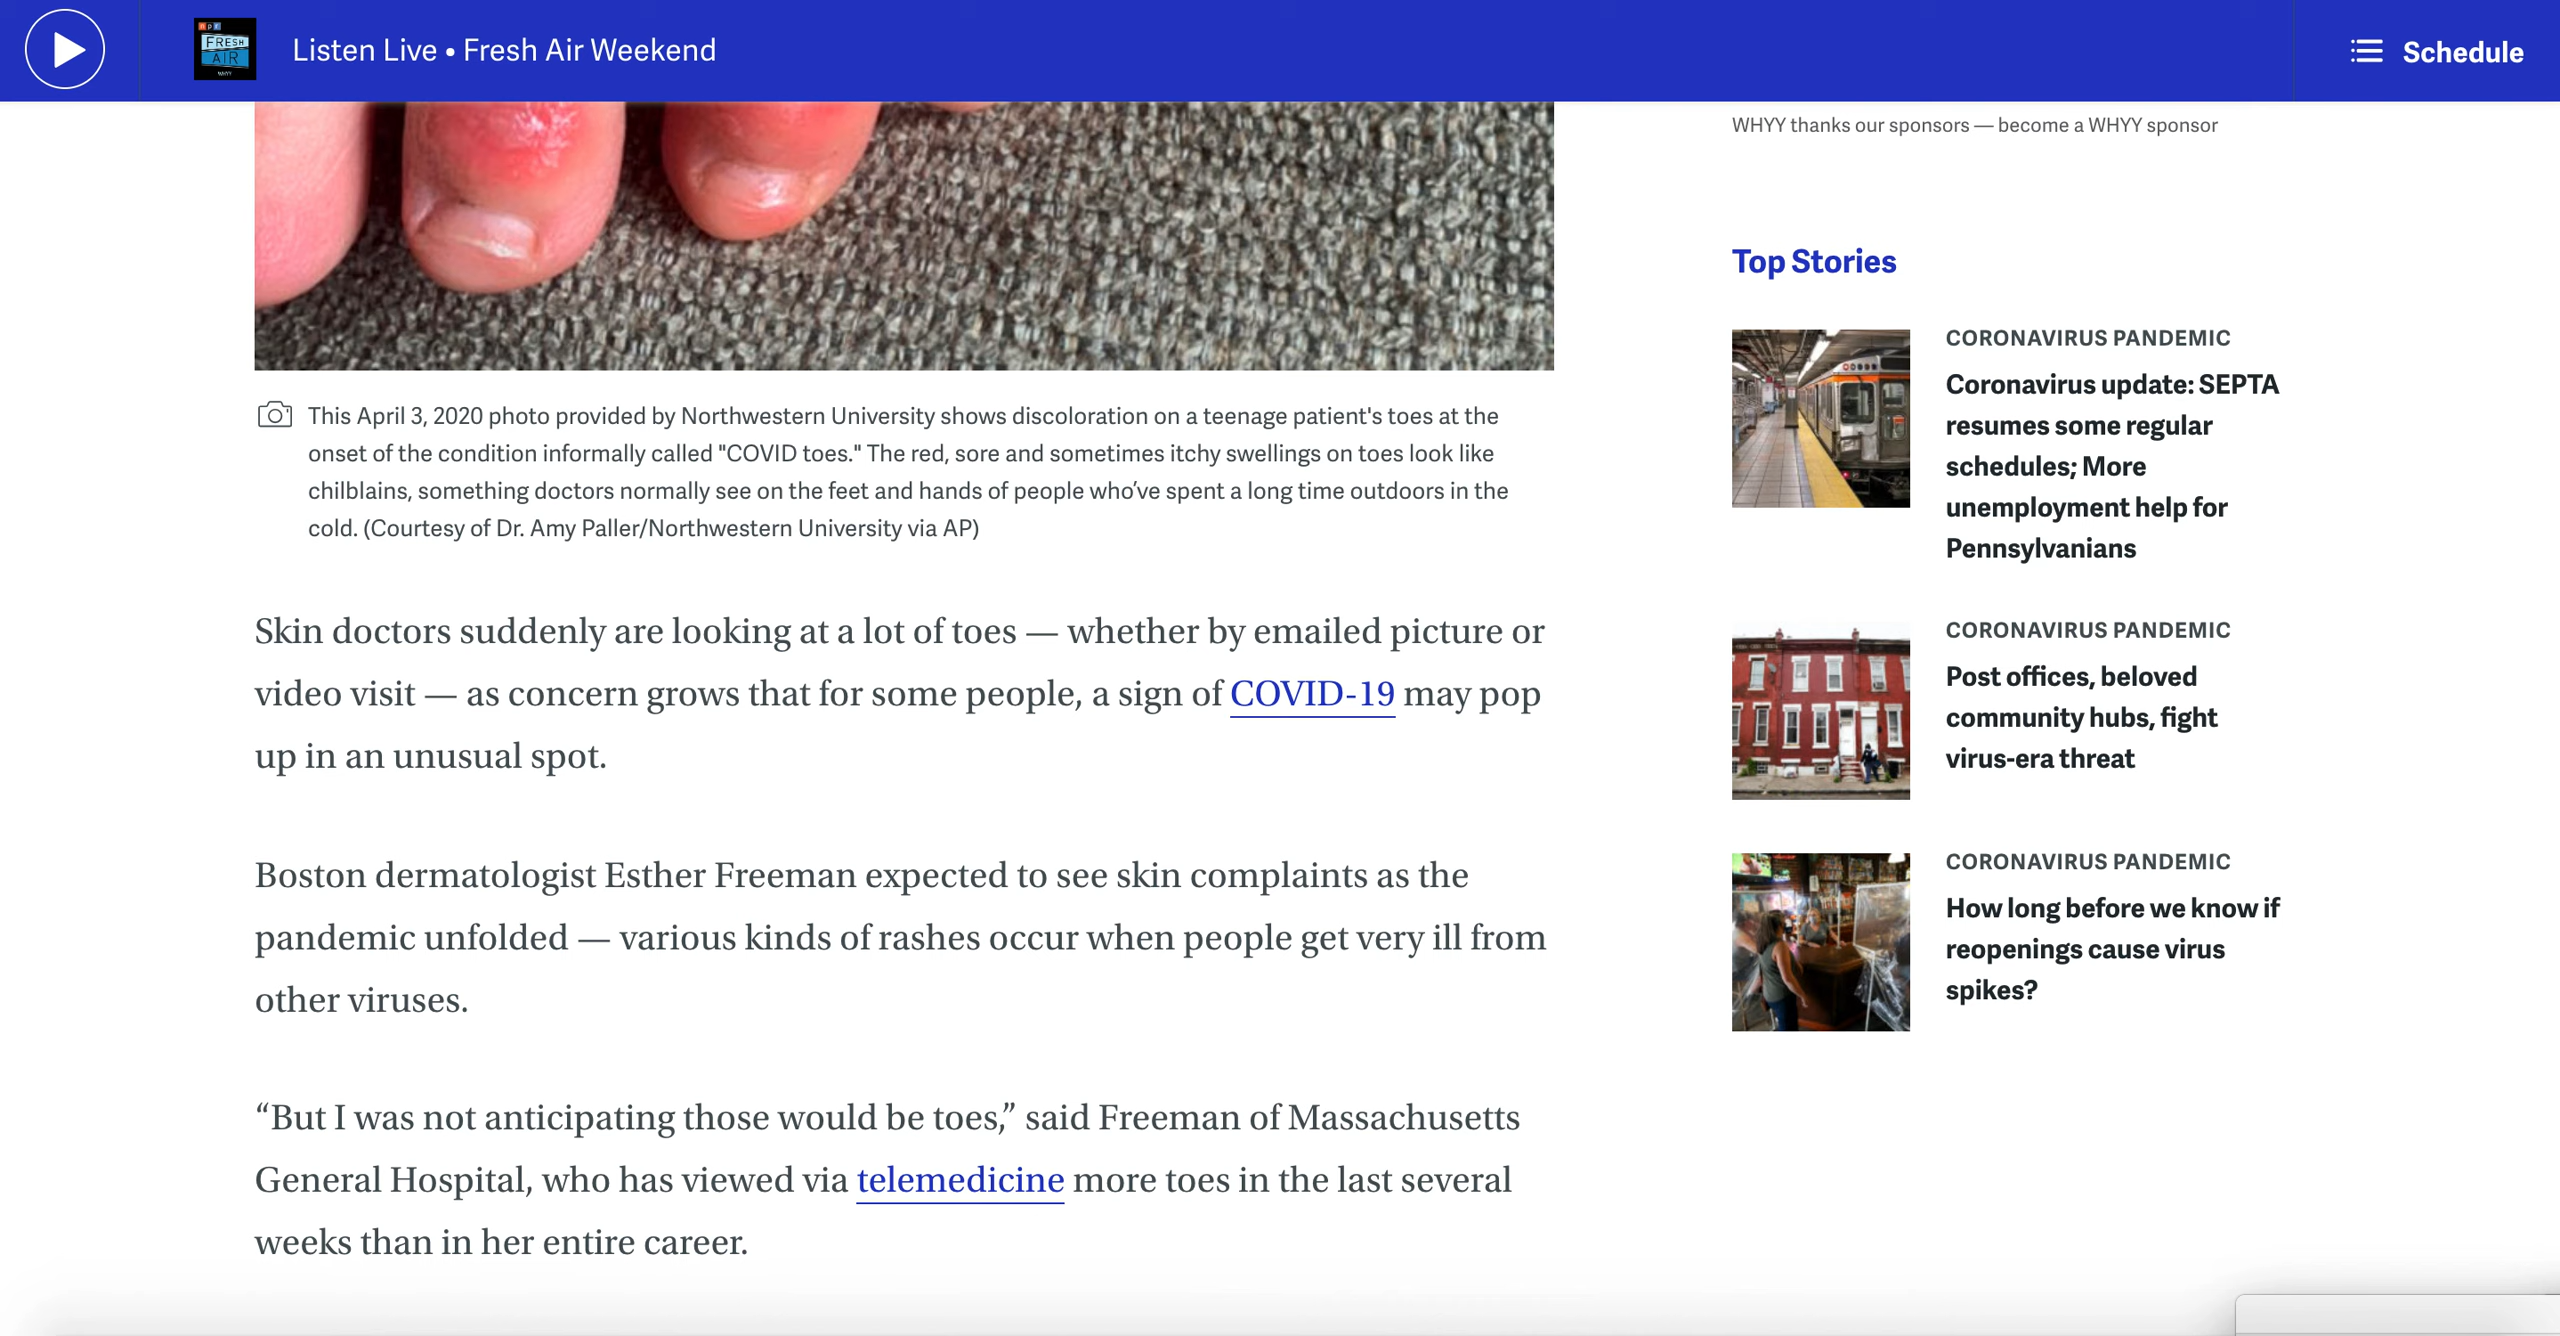 npr
FRESH
AIR
WHYY
Listen Live • Fresh Air Weekend
Schedule
This April 3, 2020 photo provided by Northwestern University shows discoloration on a teenage patient's toes at the
onset of the condition informally called "COVID toes." The red, sore and sometimes itchy swellings on toes look like
chilblains, something doctors normally see on the feet and hands of people who’ve spent a long time outdoors in the
cold. (Courtesy of Dr. Amy Paller/Northwestern University via AP)
Skin doctors suddenly are looking at a lot of toes — whether by emailed picture or
video visit — as concern grows that for some people, a sign of COVID-19 may pop
up in an unusual spot.
Boston dermatologist Esther Freeman expected to see skin complaints as the
pandemic unfolded — various kinds of rashes occur when people get very ill from
other viruses.
“But I was not anticipating those would be toes,” said Freeman of Massachusetts
General Hospital, who has viewed via telemedicine more toes in the last several
weeks than in her entire career.
WHYY thanks our sponsors — become a WHYY sponsor
Top Stories
CORONAVIRUS PANDEMIC
Coronavirus update: SEPTA
resumes some regular
schedules; More
unemployment help for
Pennsylvanians
CORONAVIRUS PANDEMIC
Post offices, beloved
community hubs, fight
virus-era threat
CORONAVIRUS PANDEMIC
How long before we know if
reopenings cause virus
spikes?